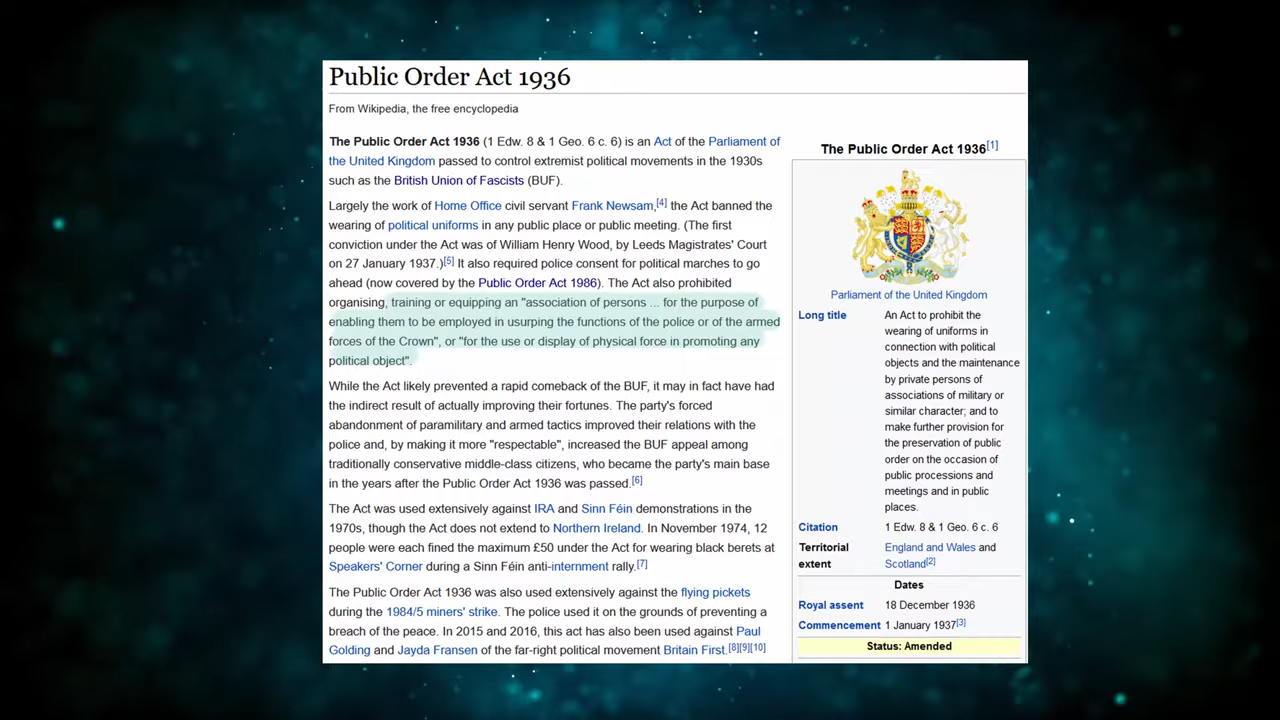 Public Order Act 1936
From Wikipedia, the free encyclopedia
The Public Order Act 1936 (1 Edw. 8 & 1 Geo. 6 c. 6) is an Act of the Parliament of
the United Kingdom passed to control extremist political movements in the 1930s
such as the British Union of Fascists (BUF).
Largely the work of Home Office civil servant Frank Newsam,[4] the Act banned the
wearing of political uniforms in any public place or public meeting. (The first
conviction under the Act was of William Henry Wood, by Leeds Magistrates' Court
on 27 January 1937.)[5] It also required police consent for political marches to go
ahead (now covered by the Public Order Act 1986). The Act also prohibited
organising, training or equipping an "association of persons ... for the purpose of
enabling them to be employed in usurping the functions of the police or of the armed
forces of the Crown", or "for the use or display of physical force in promoting any
political object".
While the Act likely prevented a rapid comeback of the BUF, it may in fact have had
the indirect result of actually improving their fortunes. The party's forced
abandonment of paramilitary and armed tactics improved their relations with the
police and, by making it more "respectable", increased the BUF appeal among
traditionally conservative middle-class citizens, who became the party's main base
in the years after the Public Order Act 1936 was passed.[6]
The Act was used extensively against IRA and Sinn Féin demonstrations in the
1970s, though the Act does not extend to Northern Ireland. In November 1974, 12
people were each fined the maximum £50 under the Act for wearing black berets at
Speakers' Corner during a Sinn Féin anti-internment rally.[7]
The Public Order Act 1936 was also used extensively against the flying pickets
during the 1984/5 miners' strike. The police used it on the grounds of preventing a
breach of the peace. In 2015 and 2016, this act has also been used against Paul
Golding and Jayda Fransen of the far-right political movement Britain First.[8][9][10]
The Public Order Act 1936[1]
Parliament of the United Kingdom
Long title An Act to prohibit the
wearing of uniforms in
connection with political
objects and the maintenance
by private persons of
associations of military or
similar character; and to
make further provision for
the preservation of public
order on the occasion of
public processions and
meetings and in public
places.
Citation 1 Edw. 8 & 1 Geo. 6 c. 6
Territorial England and Wales and
extent Scotland[2]
Dates
Royal assent 18 December 1936
Commencement 1 January 1937[3]
Status: Amended